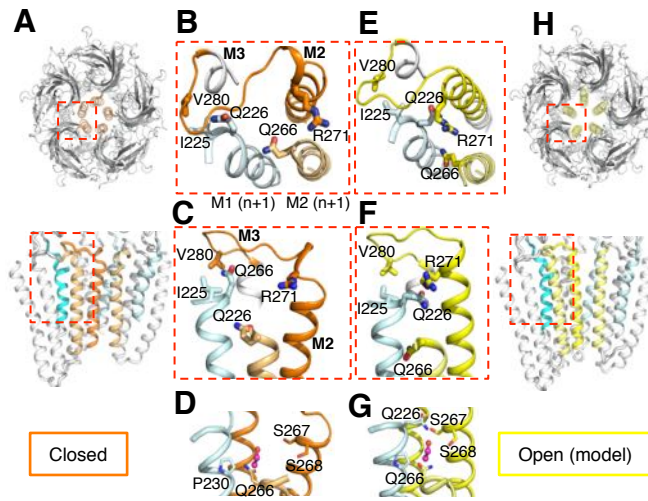 A
B
M3
M2
V280
Q226
I225
Q266
R271
M1 (n+1) M2 (n+1)
E
V280
Q226
I225
R271
Q266
H
C
M3
V280
Q266
I225
R271
Q226
M2
F
V280
R271
I225
Q226
Q266
D
S267
S268
P230
Q266
G
Q226
S267
S268
Q266
Closed
Open (model)